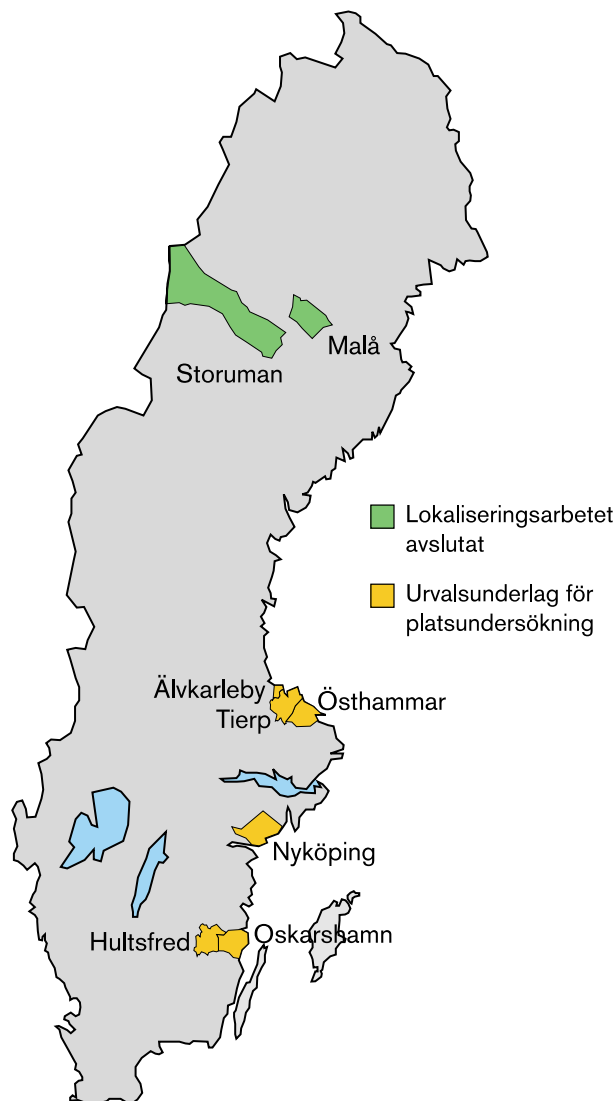 Malå
Storuman
Lokaliseringsarbetet
avslutat
Urvalsunderlag för
platsundersökning
Älvkarleby
Östhammar
Tierp
Nyköping
Hultsfred
Oskarshamn